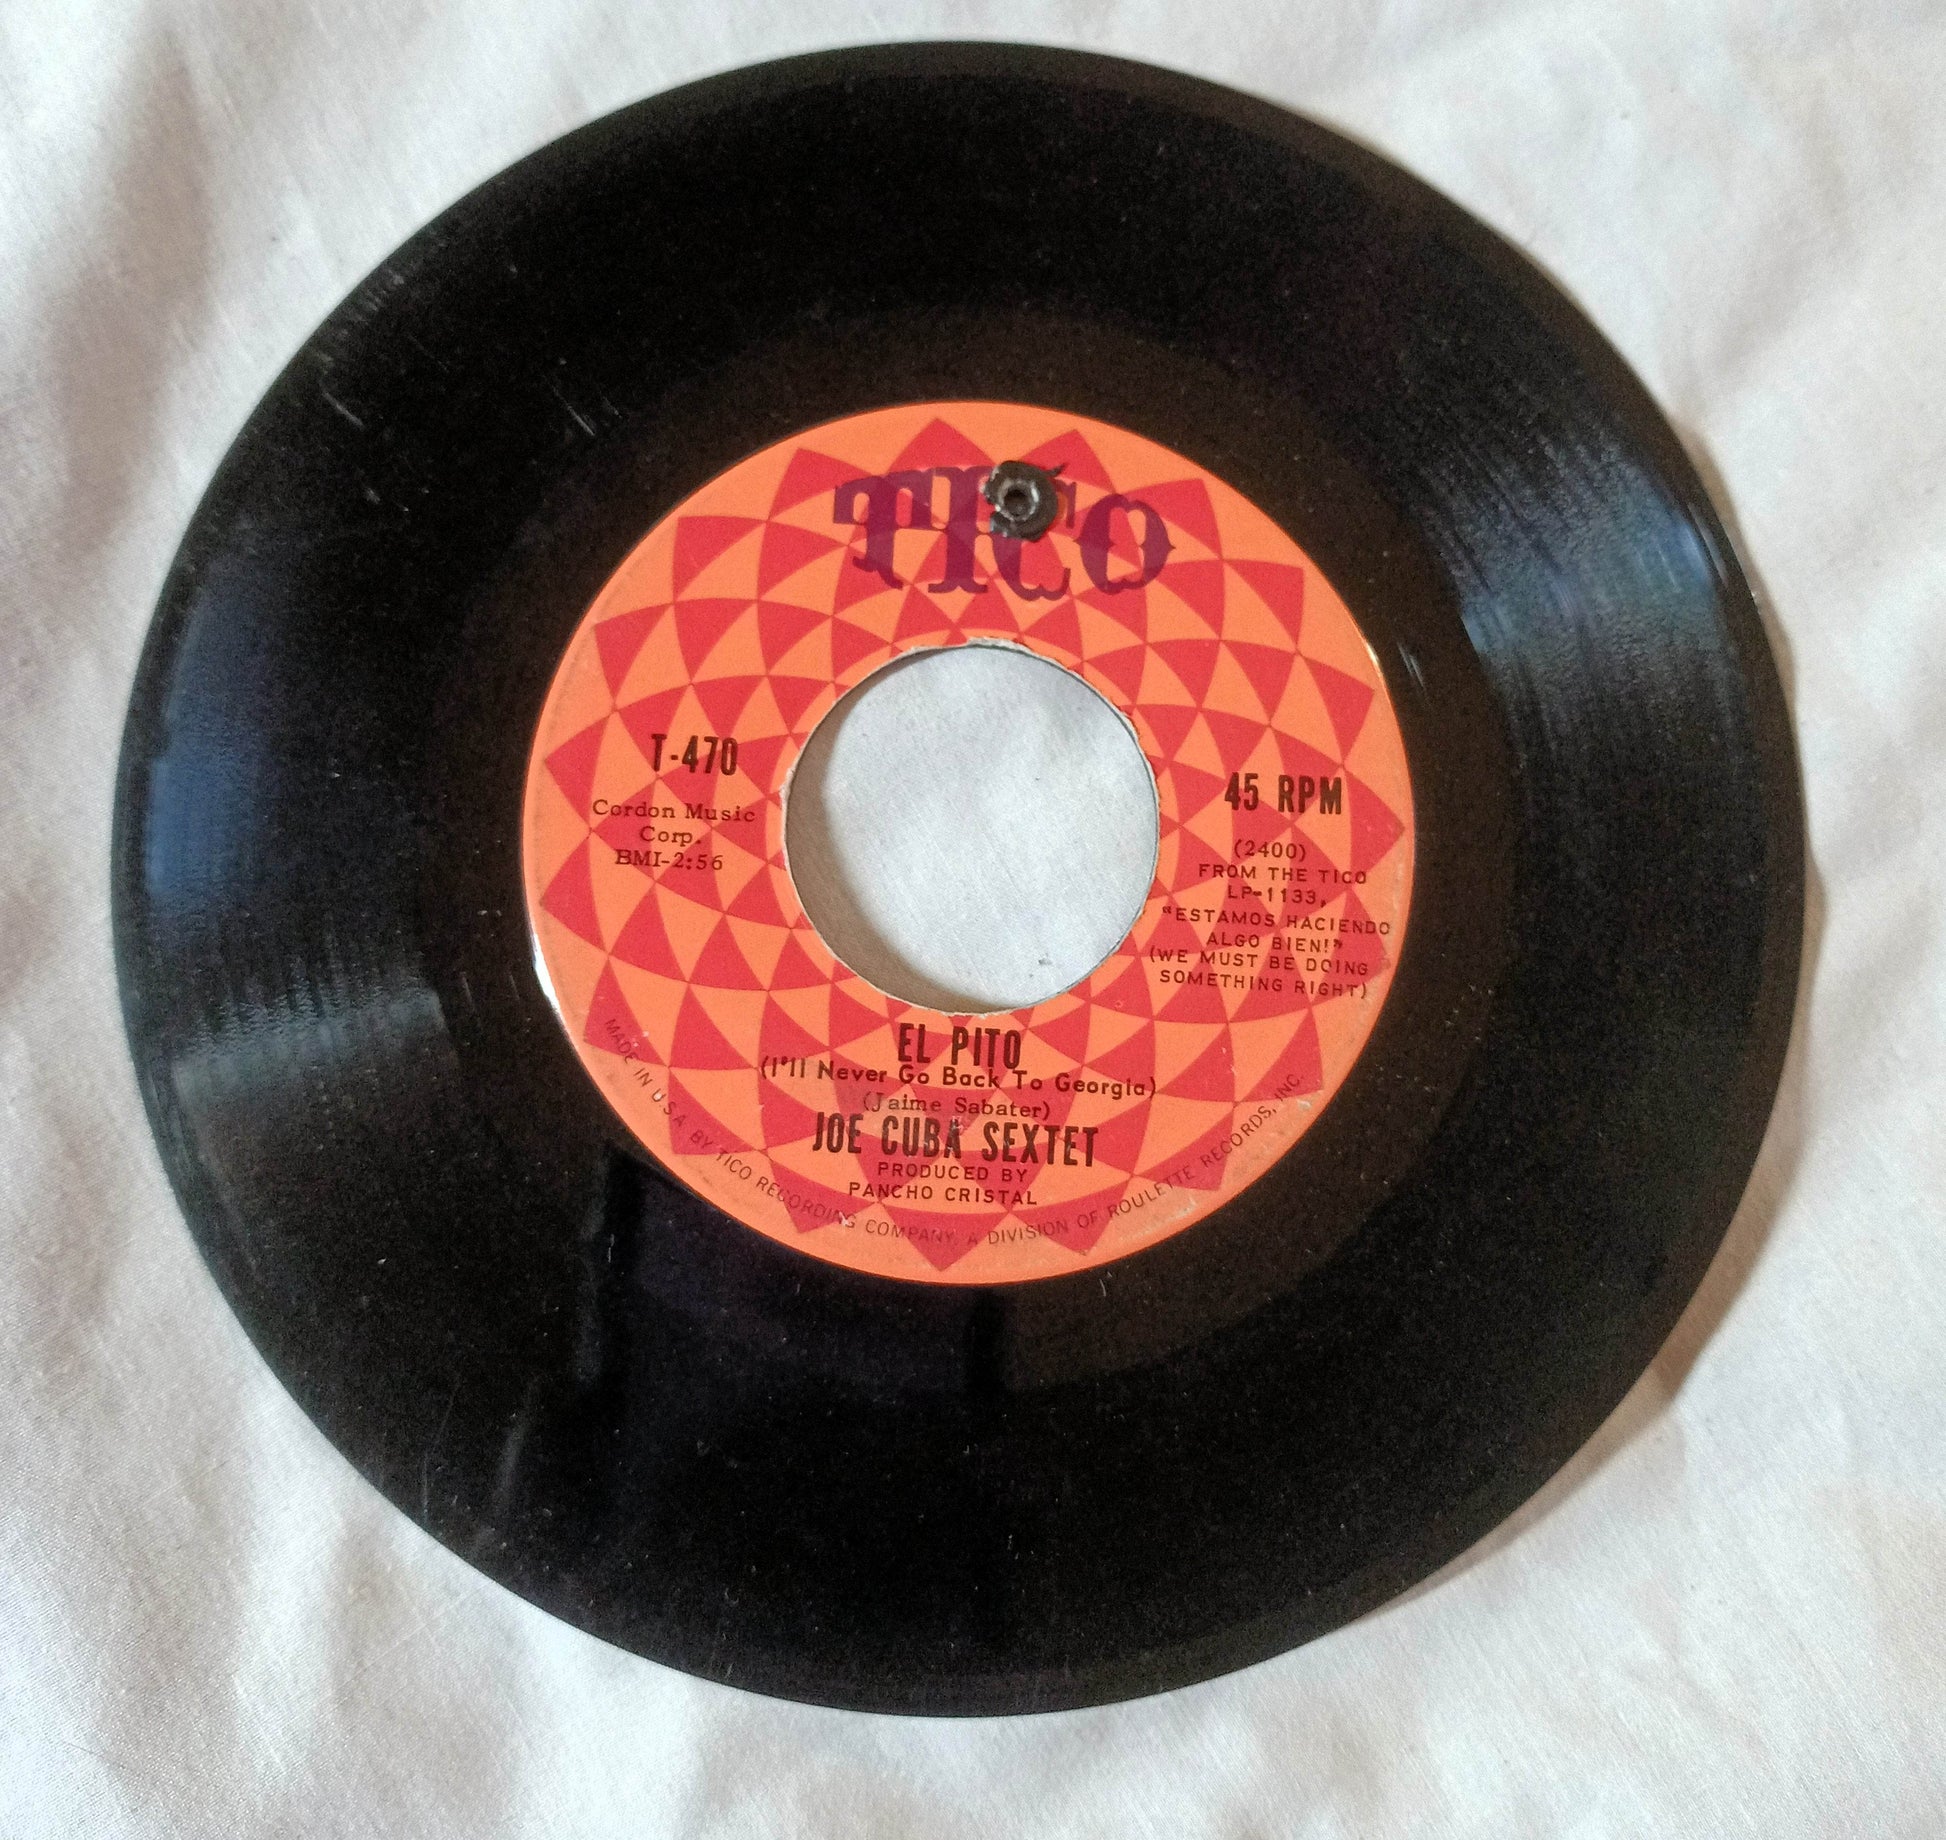 TICO
T-470
Cordon Music
Corp.
BMI-2:56
45 RPM
(2400)
FROM THE TICO
LP-1133,
"ESTAMOS HACIENDO
ALGO BIEN!"
(WE MUST BE DOING
SOMETHING RIGHT)
EL PITO
(I'll Never Go Back To Georgia)
(Jaime Sabater)
JOE CUBA SEXTET
PRODUCED BY
PANCHO CRISTAL
MADE IN U.S.A. BY TICO RECORDING COMPANY, A DIVISION OF ROULETTE RECORDS, INC.